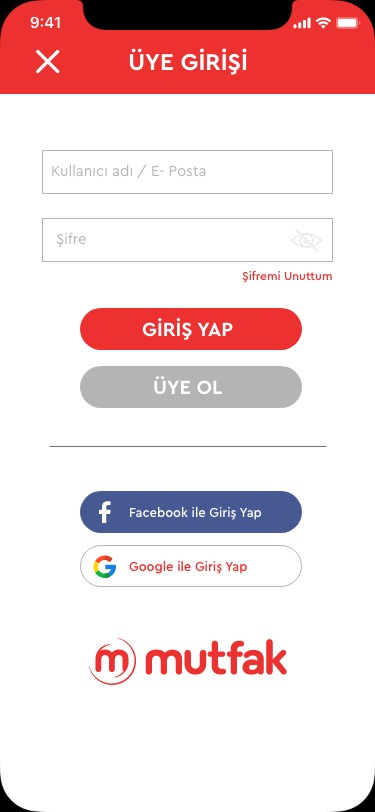 9:41
ÜYE GİRİŞİ
Kullanıcı adı / E- Posta
Şifre
Şifremi Unuttum
GİRİŞ YAP
ÜYE OL
Facebook ile Giriş Yap
Google ile Giriş Yap
m mutfak